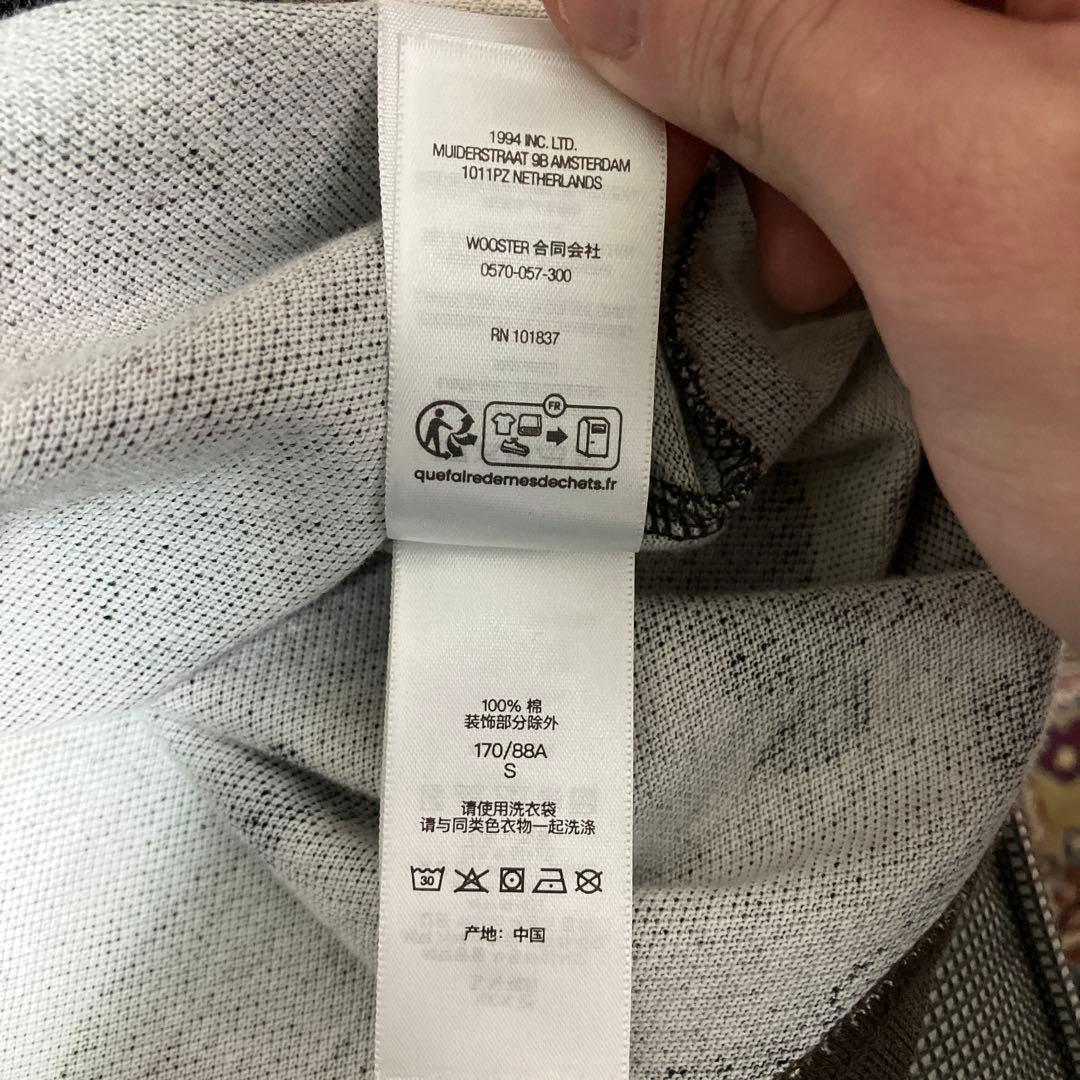 1994 INC. LTD.
MUIDERSTRAAT 9B AMSTERDAM
1011PZ NETHERLANDS
WOOSTER 合同会社
0570-057-300
RN 101837
FR
quefairedemesdechets.fr
100% 棉
装饰部分除外
170/88A
S
请使用洗衣袋
请与同类色衣物一起洗涤
30
产地：中国